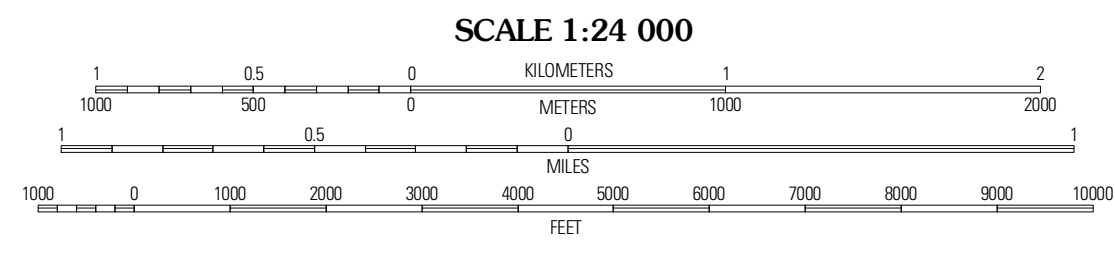 SCALE 1:24 000
1 0.5 0 KILOMETERS 1 2
1000 500 0 METERS 1000 2000
1 0.5 0 1
MILES
1000 0 1000 2000 3000 4000 5000 6000 7000 8000 9000 10000
FEET